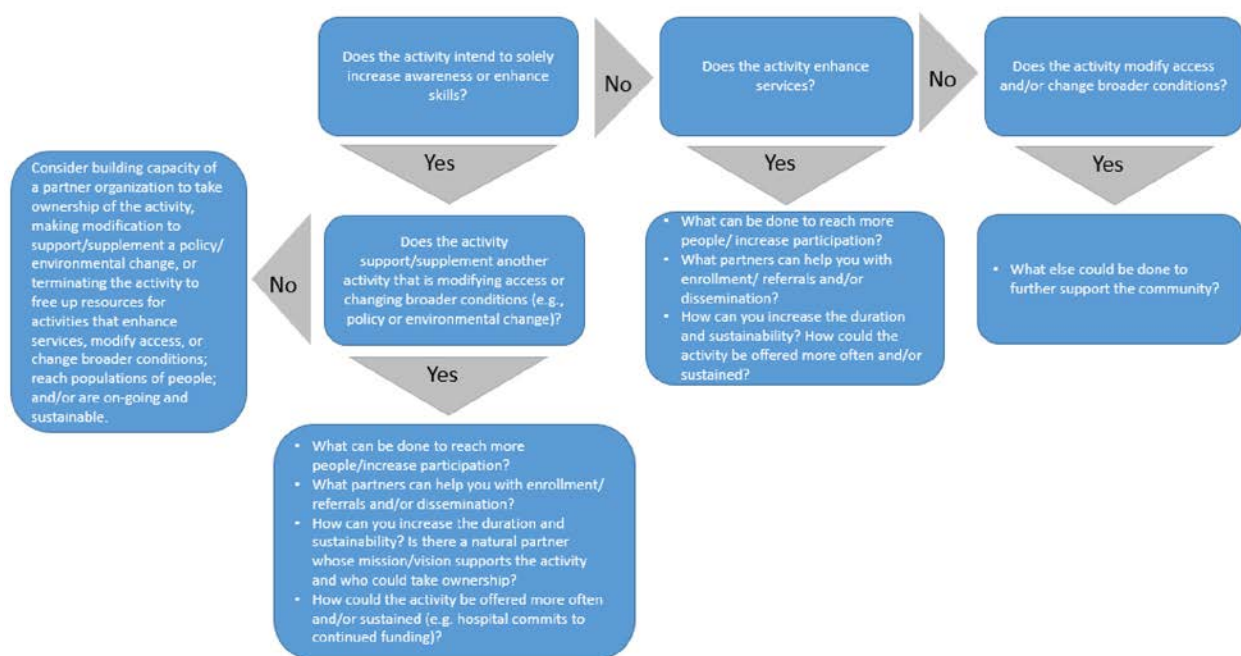 Does the activity intend to solely
increase awareness or enhance
skills?
No
Does the activity enhance
services?
No
Does the activity modify access
and/or change broader conditions?
Yes
Yes
Yes
Consider building capacity of
a partner organization to take
ownership of the activity,
making modification to
support/supplement a policy/
environmental change, or
terminating the activity to
free up resources for
activities that enhance
services, modify access, or
change broader conditions;
reach populations of people;
and/or are on-going and
sustainable.
No
Does the activity
support/supplement another
activity that is modifying access or
changing broader conditions (e.g.,
policy or environmental change)?
• What can be done to reach more
people/ increase participation?
• What partners can help you with
enrollment/ referrals and/or
dissemination?
• How can you increase the duration
and sustainability? How could the
activity be offered more often and/or
sustained?
• What else could be done to
further support the community?
Yes
• What can be done to reach more
people/increase participation?
• What partners can help you with enrollment/
referrals and/or dissemination?
• How can you increase the duration and
sustainability? Is there a natural partner
whose mission/vision supports the activity
and who could take ownership?
• How could the activity be offered more often
and/or sustained (e.g. hospital commits to
continued funding)?